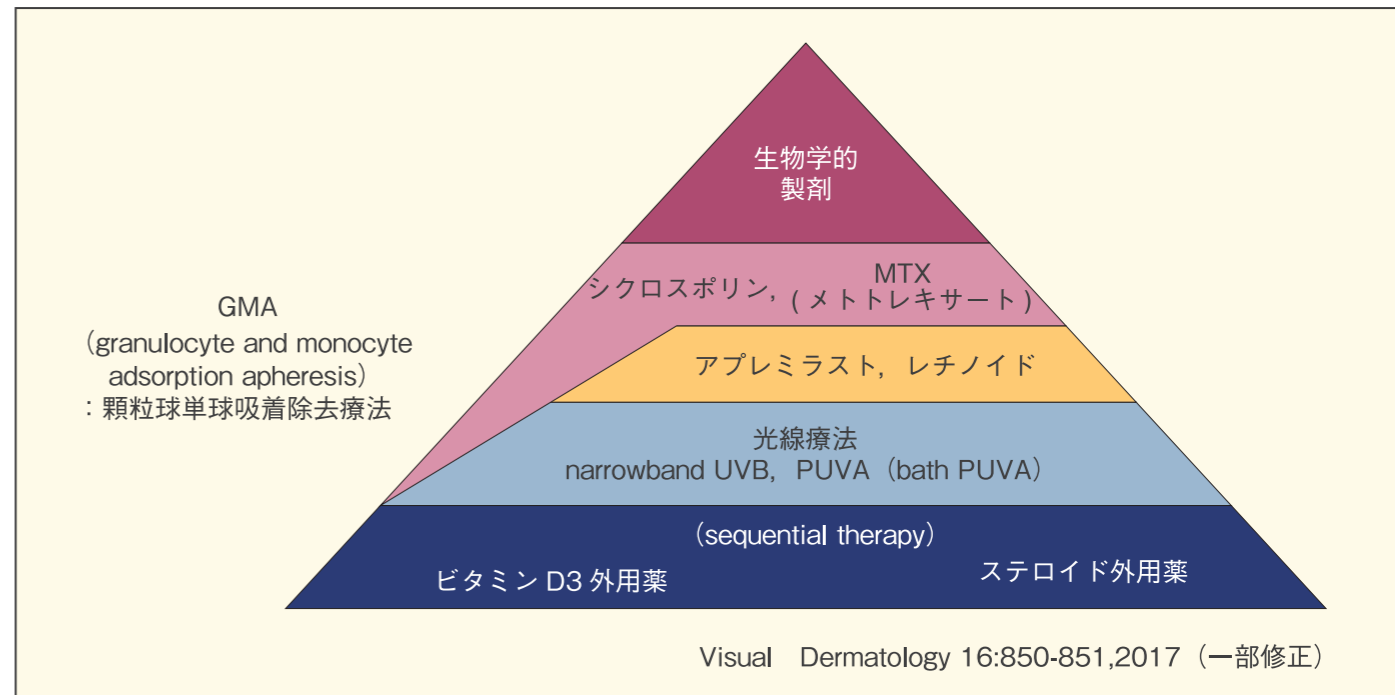 生物学的
製剤
シクロスポリン, MTX
(メトトレキサート)
GMA
（granulocyte and monocyte
adsorption apheresis）
：顆粒球単球吸着除去療法
アプレミラスト，レチノイド
光線療法
narrowband UVB，PUVA（bath PUVA）
（sequential therapy）
ビタミン D3 外用薬
ステロイド外用薬
Visual　Dermatology 16:850-851,2017（一部修正）